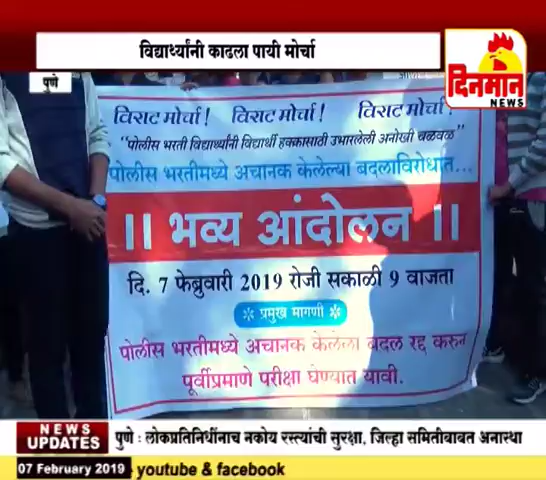 विद्यार्थ्यांनी काढला पायी मोर्चा
पुणे
दिनमान
NEWS
विराट मोर्चा! विराट मोर्चा! विराट मोर्चा!
"पोलीस भरती विद्यार्थ्यांनी विद्यार्थी हक्कासाठी उभारलेली अनोखी चळवळ"
पोलीस भरतीमध्ये अचानक केलेल्या बदलाविरोधात...
|| भव्य आंदोलन ||
दि. 7 फेब्रुवारी 2019 रोजी सकाळी 9 वाजता
* प्रमुख मागणी *
पोलीस भरतीमध्ये अचानक केलेला बदल रद्द करुन
पूर्वीप्रमाणे परीक्षा घेण्यात यावी.
NEWS
UPDATES
पुणे : लोकप्रतिनिधींनाच नकोय रस्त्यांची सुरक्षा, जिल्हा समितीबाबत अनास्था
07 February 2019
youtube & facebook